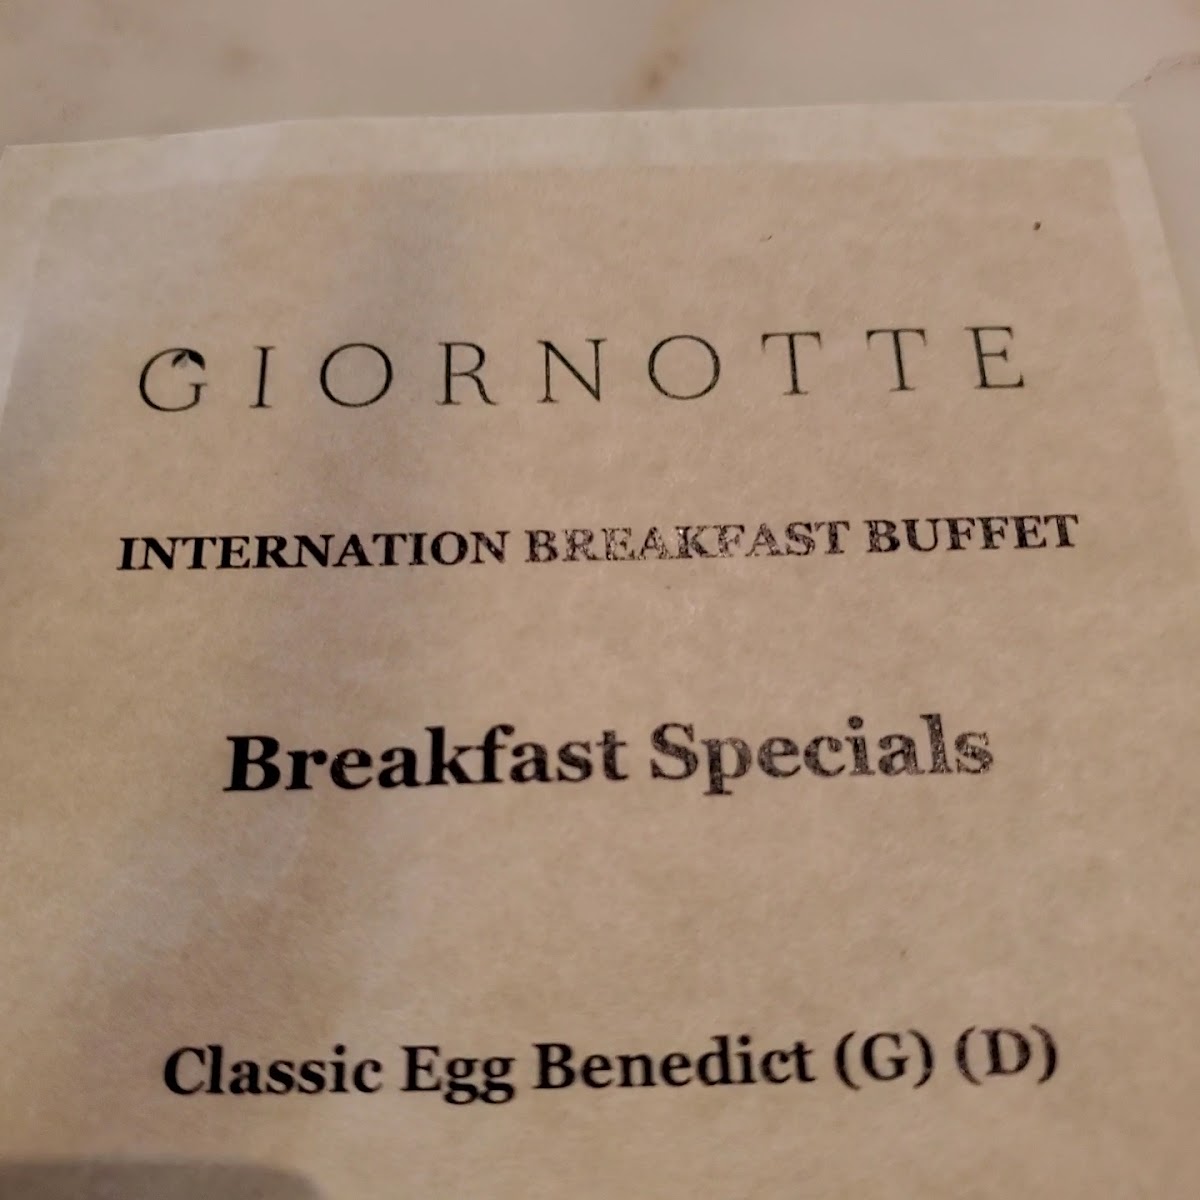 GIORNOTTE
INTERNATION BREAKFAST BUFFET
Breakfast Specials
Classic Egg Benedict (G) (D)